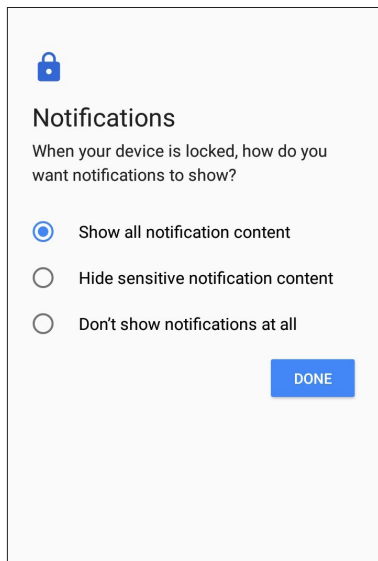 Notifications
When your device is locked, how do you
want notifications to show?
Show all notification content
Hide sensitive notification content
Don’t show notifications at all
DONE